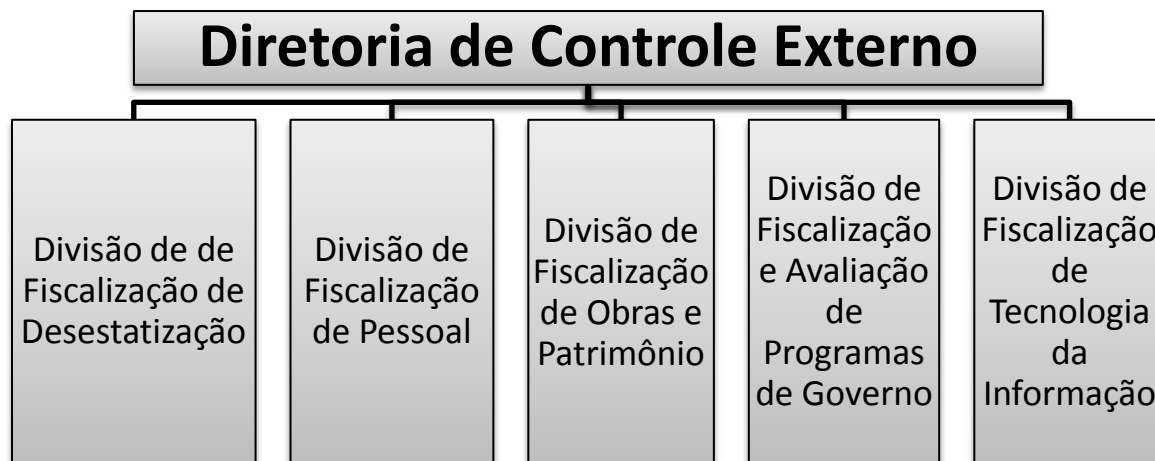 Diretoria de Controle Externo
Divisão de de
Fiscalização de
Desestatização
Divisão de
Fiscalização
de Pessoal
Divisão de
Fiscalização
de Obras e
Patrimônio
Divisão de
Fiscalização
e Avaliação
de
Programas
de Governo
Divisão de
Fiscalização
de
Tecnologia
da
Informação